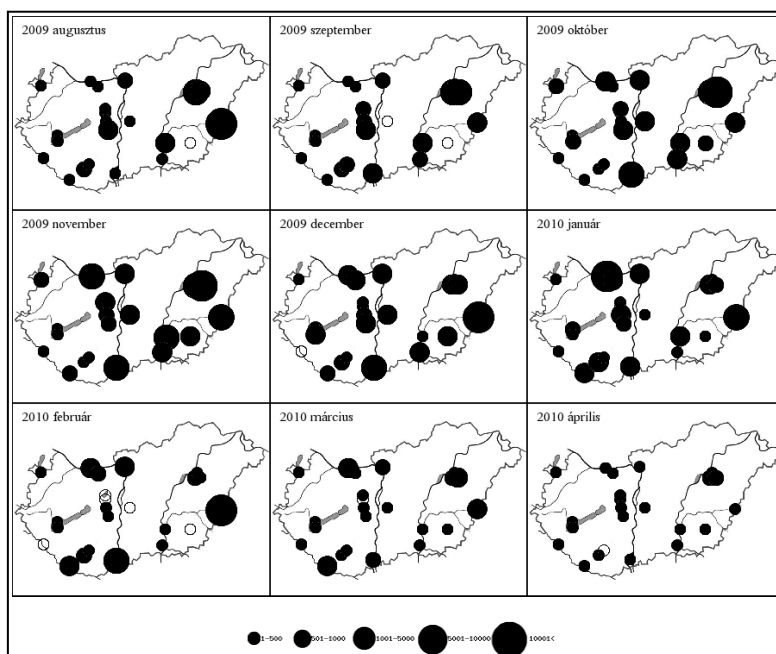 2009 augusztus
2009 szeptember
2009 október
2009 november
2009 december
2010 január
2010 február
2010 március
2010 április
1-500 501-1000 1001-5000 5001-10000 10001<